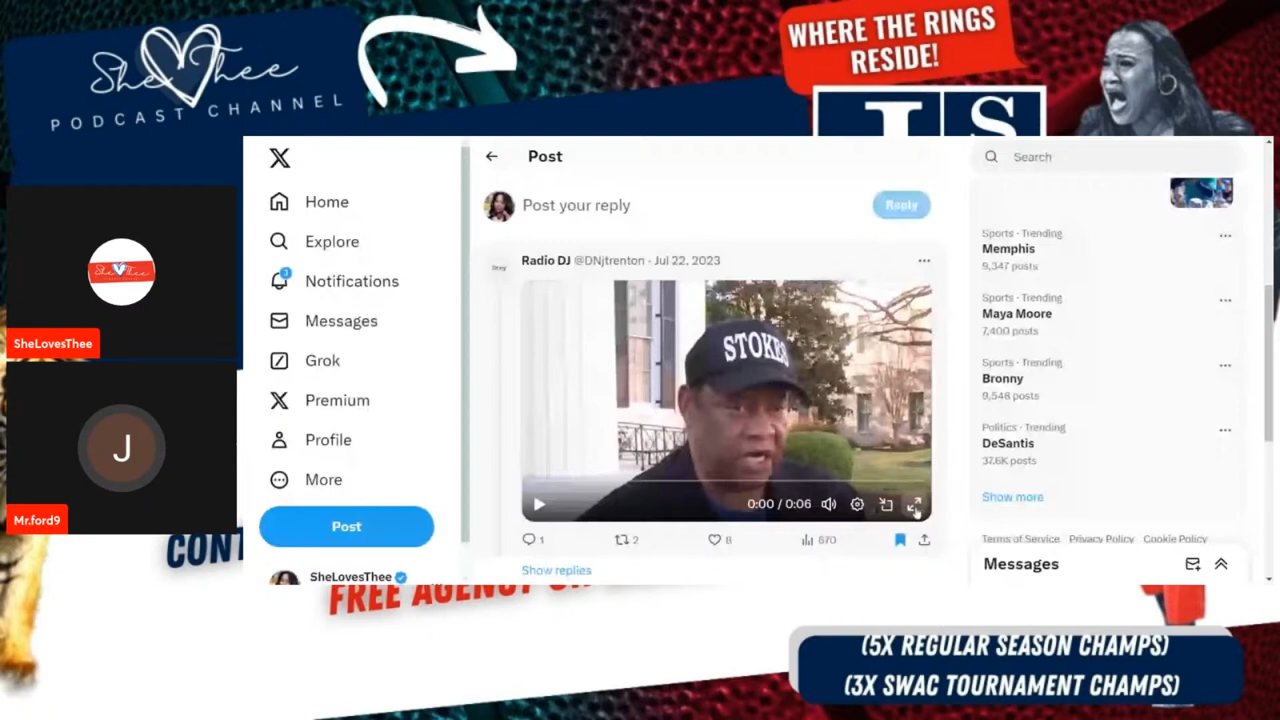 She Thee
PODCAST CHANNEL
WHERE THE RINGS
RESIDE!
J S
SheLovesThee
J
Mr.ford9
X
Home
Explore
3
Notifications
Messages
Grok
Premium
Profile
More
Post
SheLovesThee
Post
Post your reply
Reply
Radio DJ @DNjtrenton · Jul 22, 2023
STOKES
0:00 / 0:06
1
2
8
670
Show replies
Search
Sports · Trending
Memphis
9,347 posts
Sports · Trending
Maya Moore
7,400 posts
Sports · Trending
Bronny
9,548 posts
Politics · Trending
DeSantis
37.6K posts
Show more
Terms of Service Privacy Policy Cookie Policy
Messages
CONT
FREE AGENCY
(5X REGULAR SEASON CHAMPS)
(3X SWAC TOURNAMENT CHAMPS)